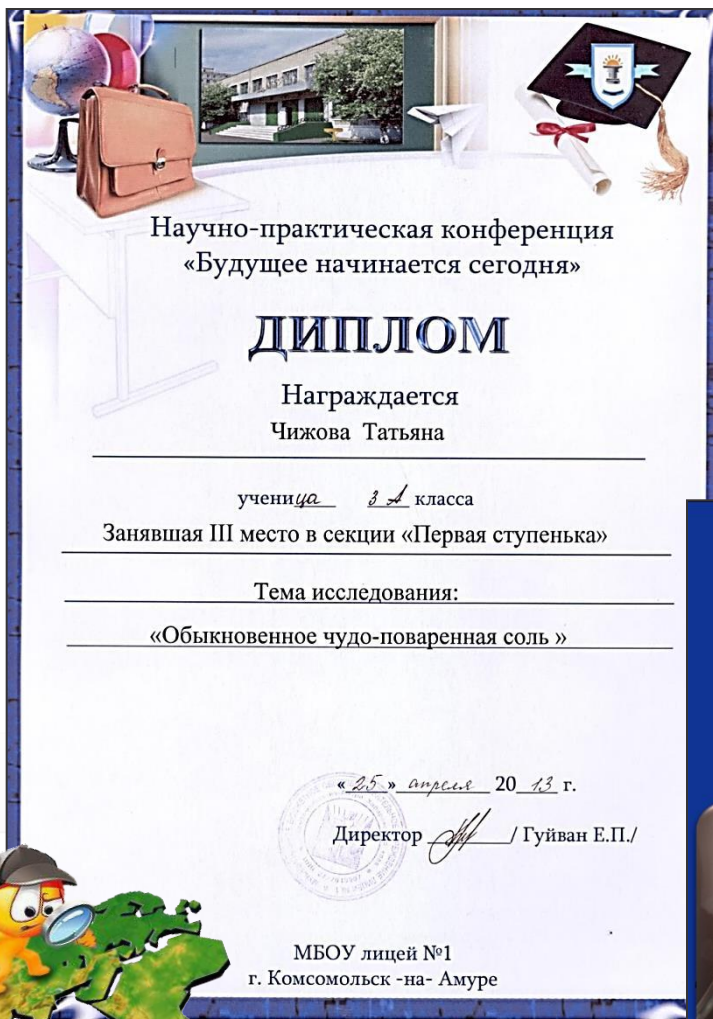 Научно-практическая конференция
«Будущее начинается сегодня»
ДИПЛОМ
Награждается
Чижова Татьяна
ученица 3 А класса
Занявшая III место в секции «Первая ступенька»
Тема исследования:
«Обыкновенное чудо-поваренная соль »
« 25 » апреля 20 13 г.
Директор / Гуйван Е.П./
МБОУ лицей №1
г. Комсомольск -на- Амуре